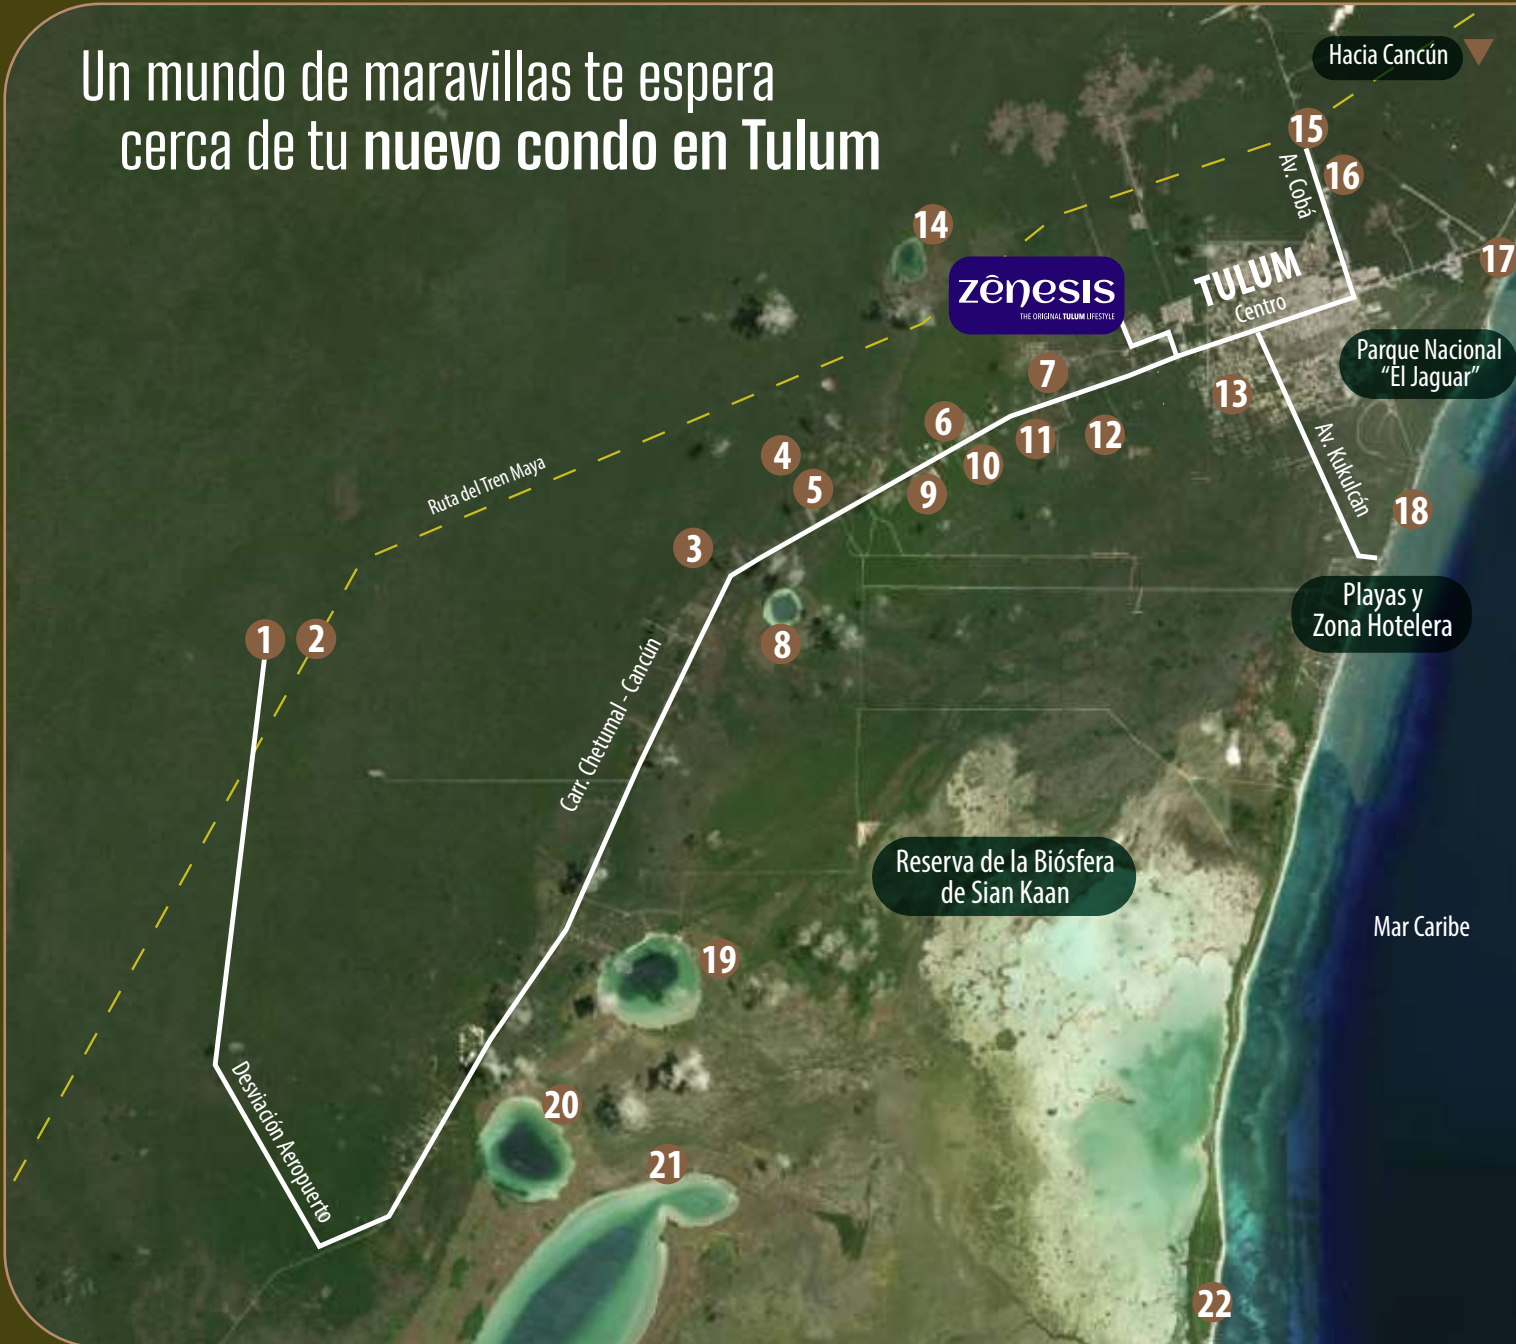 Un mundo de maravillas te espera
cerca de tu nuevo condo en Tulum
Hacia Cancún
15
Av. Cobá
16
14
17
zênesis
THE ORIGINAL TULUM LIFESTYLE
TULUM
Centro
Parque Nacional
“El Jaguar”
7
13
6
11
12
4
10
Av. Kukulcán
Ruta del Tren Maya
5
9
18
3
Playas y
Zona Hotelera
1
2
8
Carr. Chetumal - Cancún
Reserva de la Biósfera
de Sian Kaan
Mar Caribe
19
Desviación Aeropuerto
20
21
22